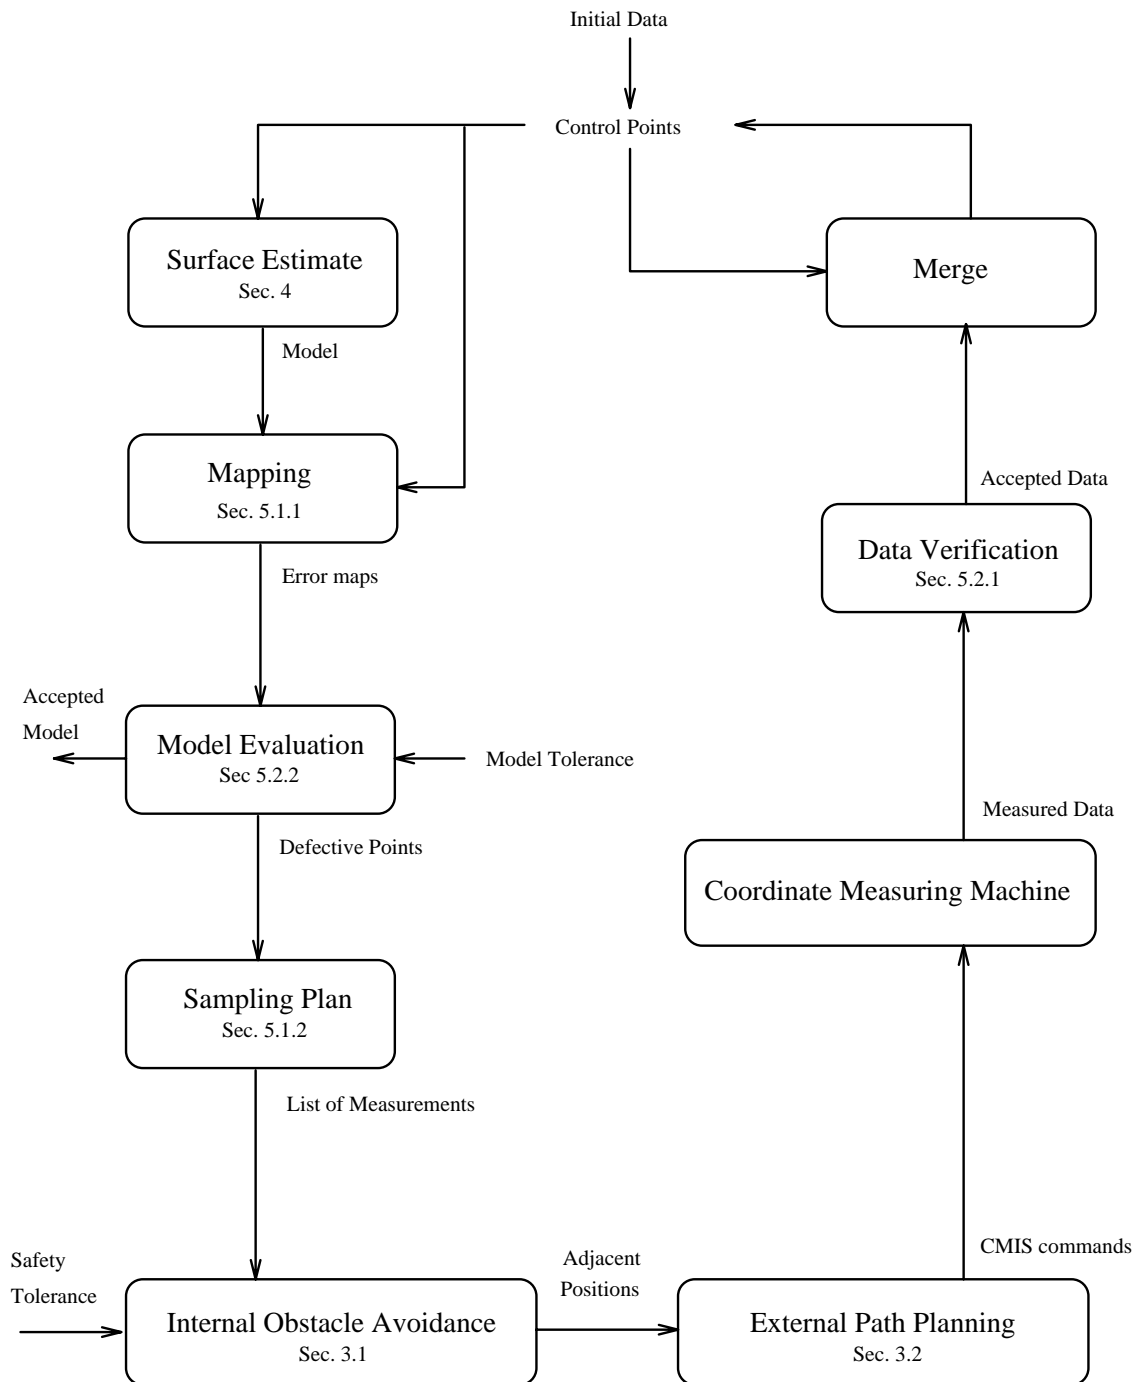 Initial Data
Control Points
Surface Estimate
Sec. 4
Merge
Model
Mapping
Sec. 5.1.1
Accepted Data
Data Verification
Sec. 5.2.1
Error maps
Accepted
Model
Model Evaluation
Sec 5.2.2
Model Tolerance
Measured Data
Defective Points
Coordinate Measuring Machine
Sampling Plan
Sec. 5.1.2
List of Measurements
Safety
Tolerance
Adjacent
Positions
CMIS commands
Internal Obstacle Avoidance
Sec. 3.1
External Path Planning
Sec. 3.2